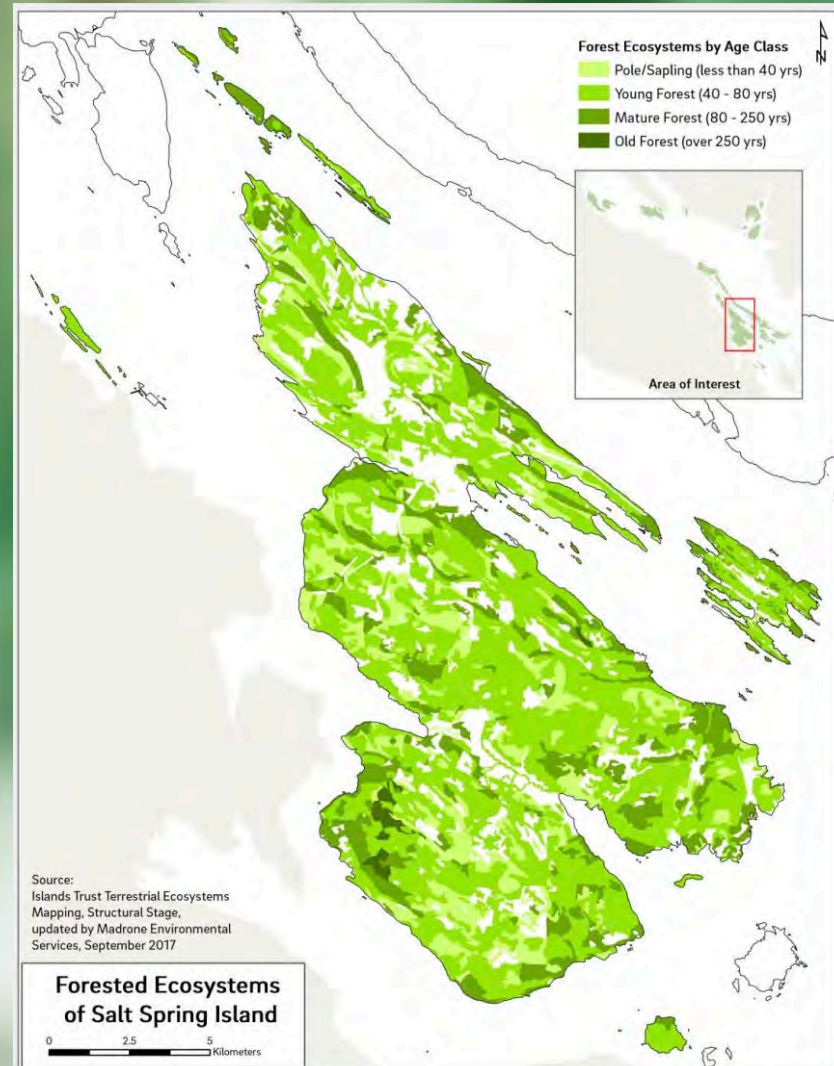 N
Forest Ecosystems by Age Class
Pole/Sapling (less than 40 yrs)
Young Forest (40 - 80 yrs)
Mature Forest (80 - 250 yrs)
Old Forest (over 250 yrs)
Area of Interest
Source:
Islands Trust Terrestrial Ecosystems
Mapping, Structural Stage,
updated by Madrone Environmental
Services, September 2017
Forested Ecosystems
of Salt Spring Island
0 2.5 5
Kilometers